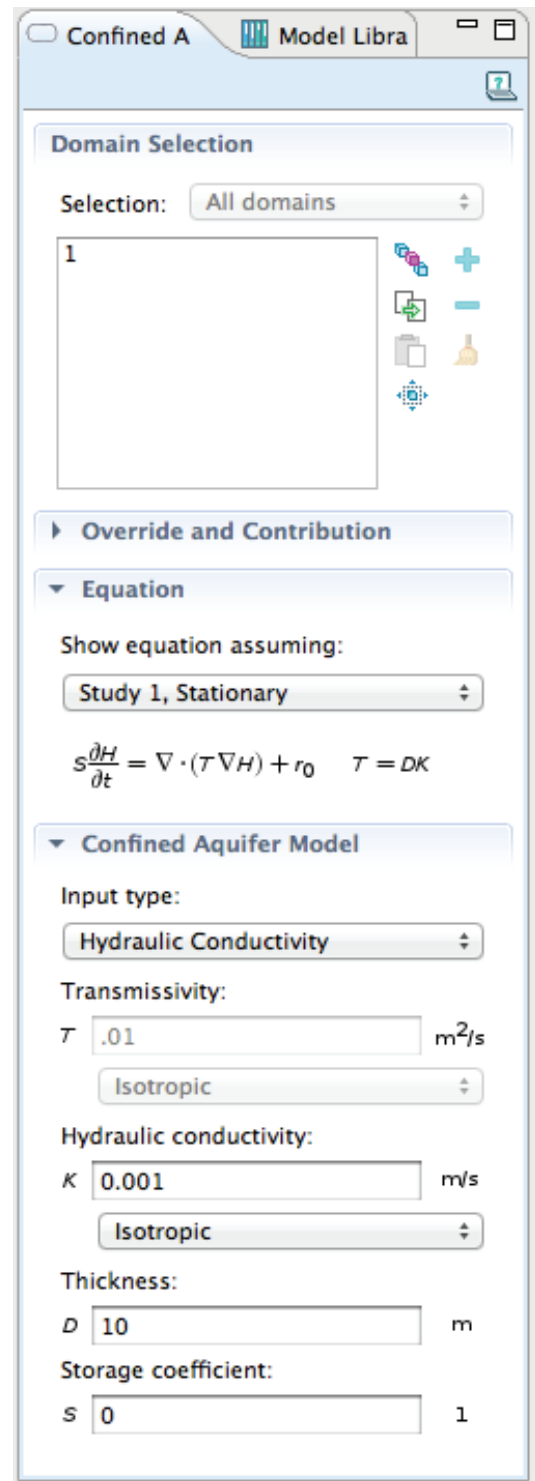 Confined A Model Libra
Domain Selection
Selection: All domains
1
Override and Contribution
Equation
Show equation assuming:
Study 1, Stationary
S∂H/∂t = ∇ · (T∇H) + r₀ T = DK
Confined Aquifer Model
Input type:
Hydraulic Conductivity
Transmissivity:
T .01 m²/s
Isotropic
Hydraulic conductivity:
K 0.001 m/s
Isotropic
Thickness:
D 10 m
Storage coefficient:
S 0 1